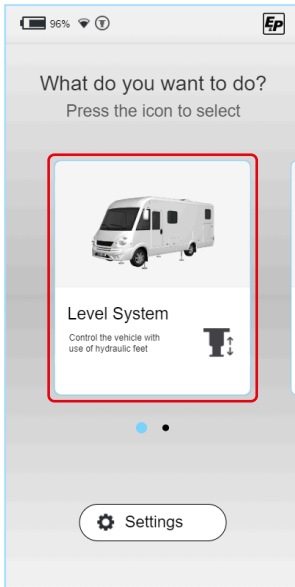 96%
EP
What do you want to do?
Press the icon to select
Level System
Control the vehicle with
use of hydraulic feet
Settings